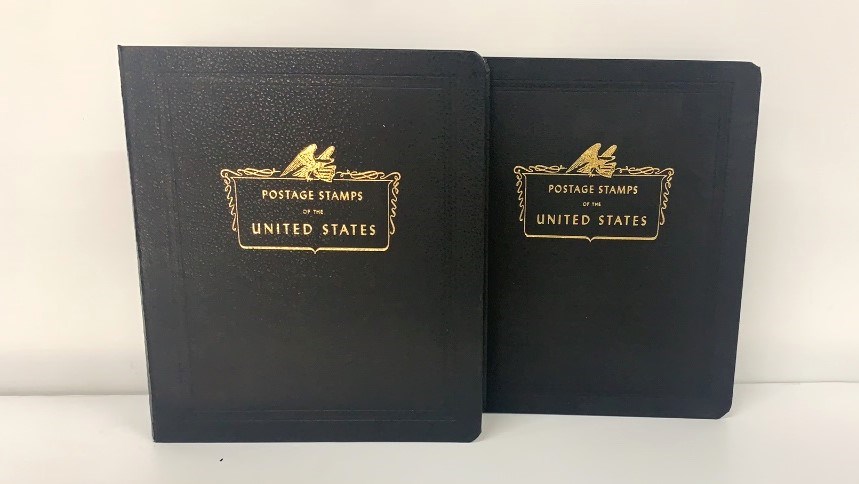 POSTAGE STAMPS
OF THE
UNITED STATES
POSTAGE STAMPS
OF THE
UNITED STATES